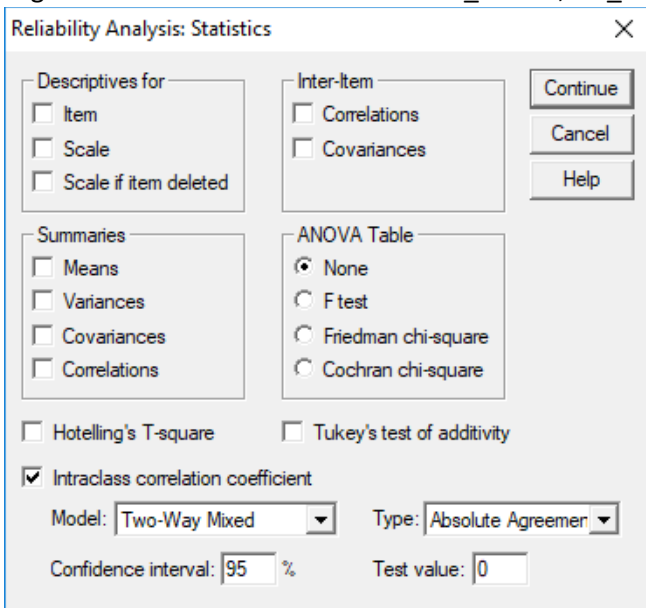 Reliability Analysis: Statistics
Descriptives for
Item
Scale
Scale if item deleted
Inter-Item
Correlations
Covariances
Continue
Cancel
Help
Summaries
Means
Variances
Covariances
Correlations
ANOVA Table
None
F test
Friedman chi-square
Cochran chi-square
Hotelling's T-square
Tukey's test of additivity
Intraclass correlation coefficient
Model: Two-Way Mixed
Type: Absolute Agreemer
Confidence interval: 95 %
Test value: 0